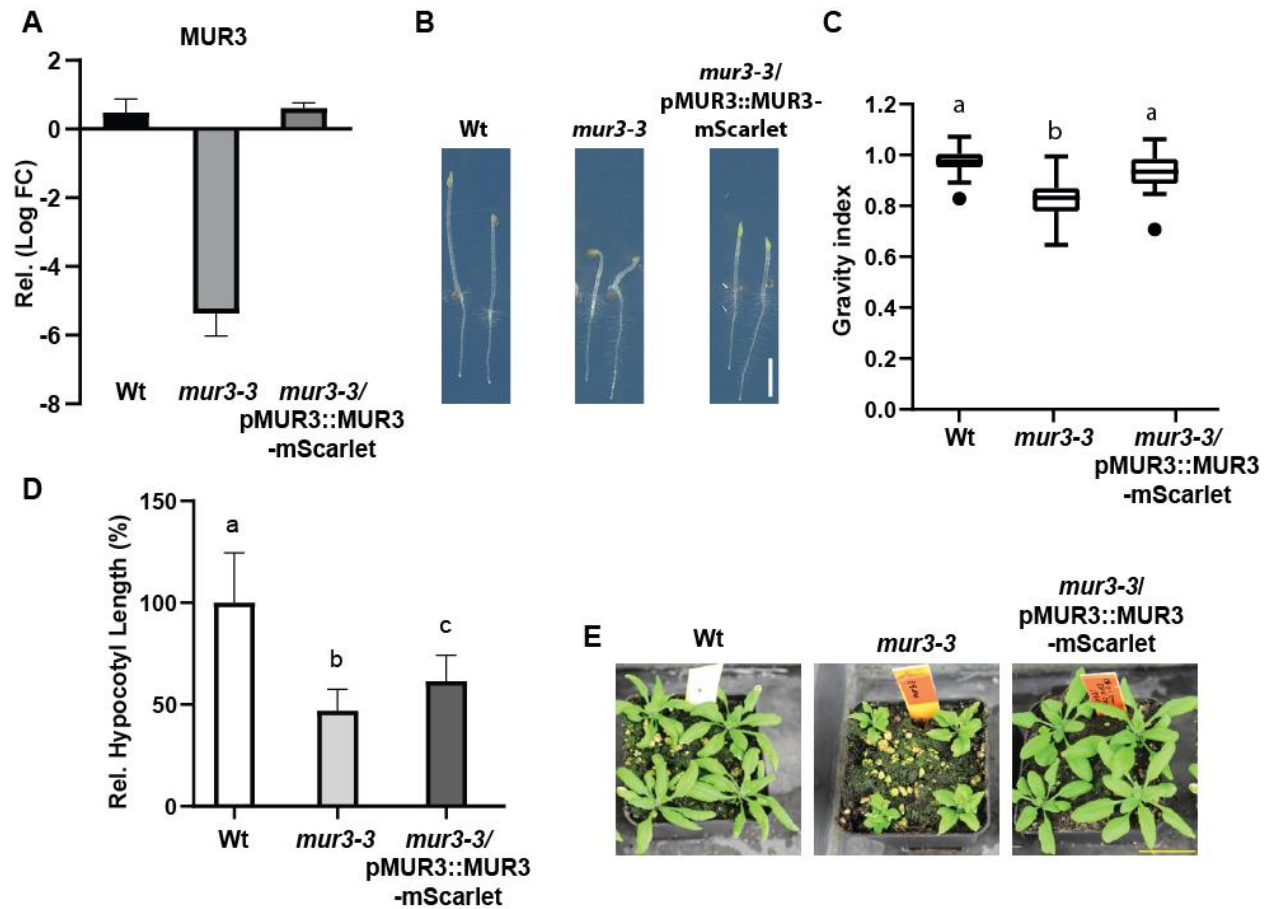 A
MUR3
Rel. (Log FC)
2
0
-2
-4
-6
-8
Wt
mur3-3
mur3-3/
pMUR3::MUR3
-mScarlet
B
Wt
mur3-3
mur3-3/
pMUR3::MUR3-
mScarlet
C
Gravity index
1.2
1.0
0.8
0.6
0.4
0.2
0.0
a
b
a
Wt
mur3-3
mur3-3/
pMUR3::MUR3
-mScarlet
D
Rel. Hypocotyl Length (%)
150
100
50
0
a
b
c
Wt
mur3-3
mur3-3/
pMUR3::MUR3
-mScarlet
E
Wt
mur3-3
mur3-3/
pMUR3::MUR3
-mScarlet